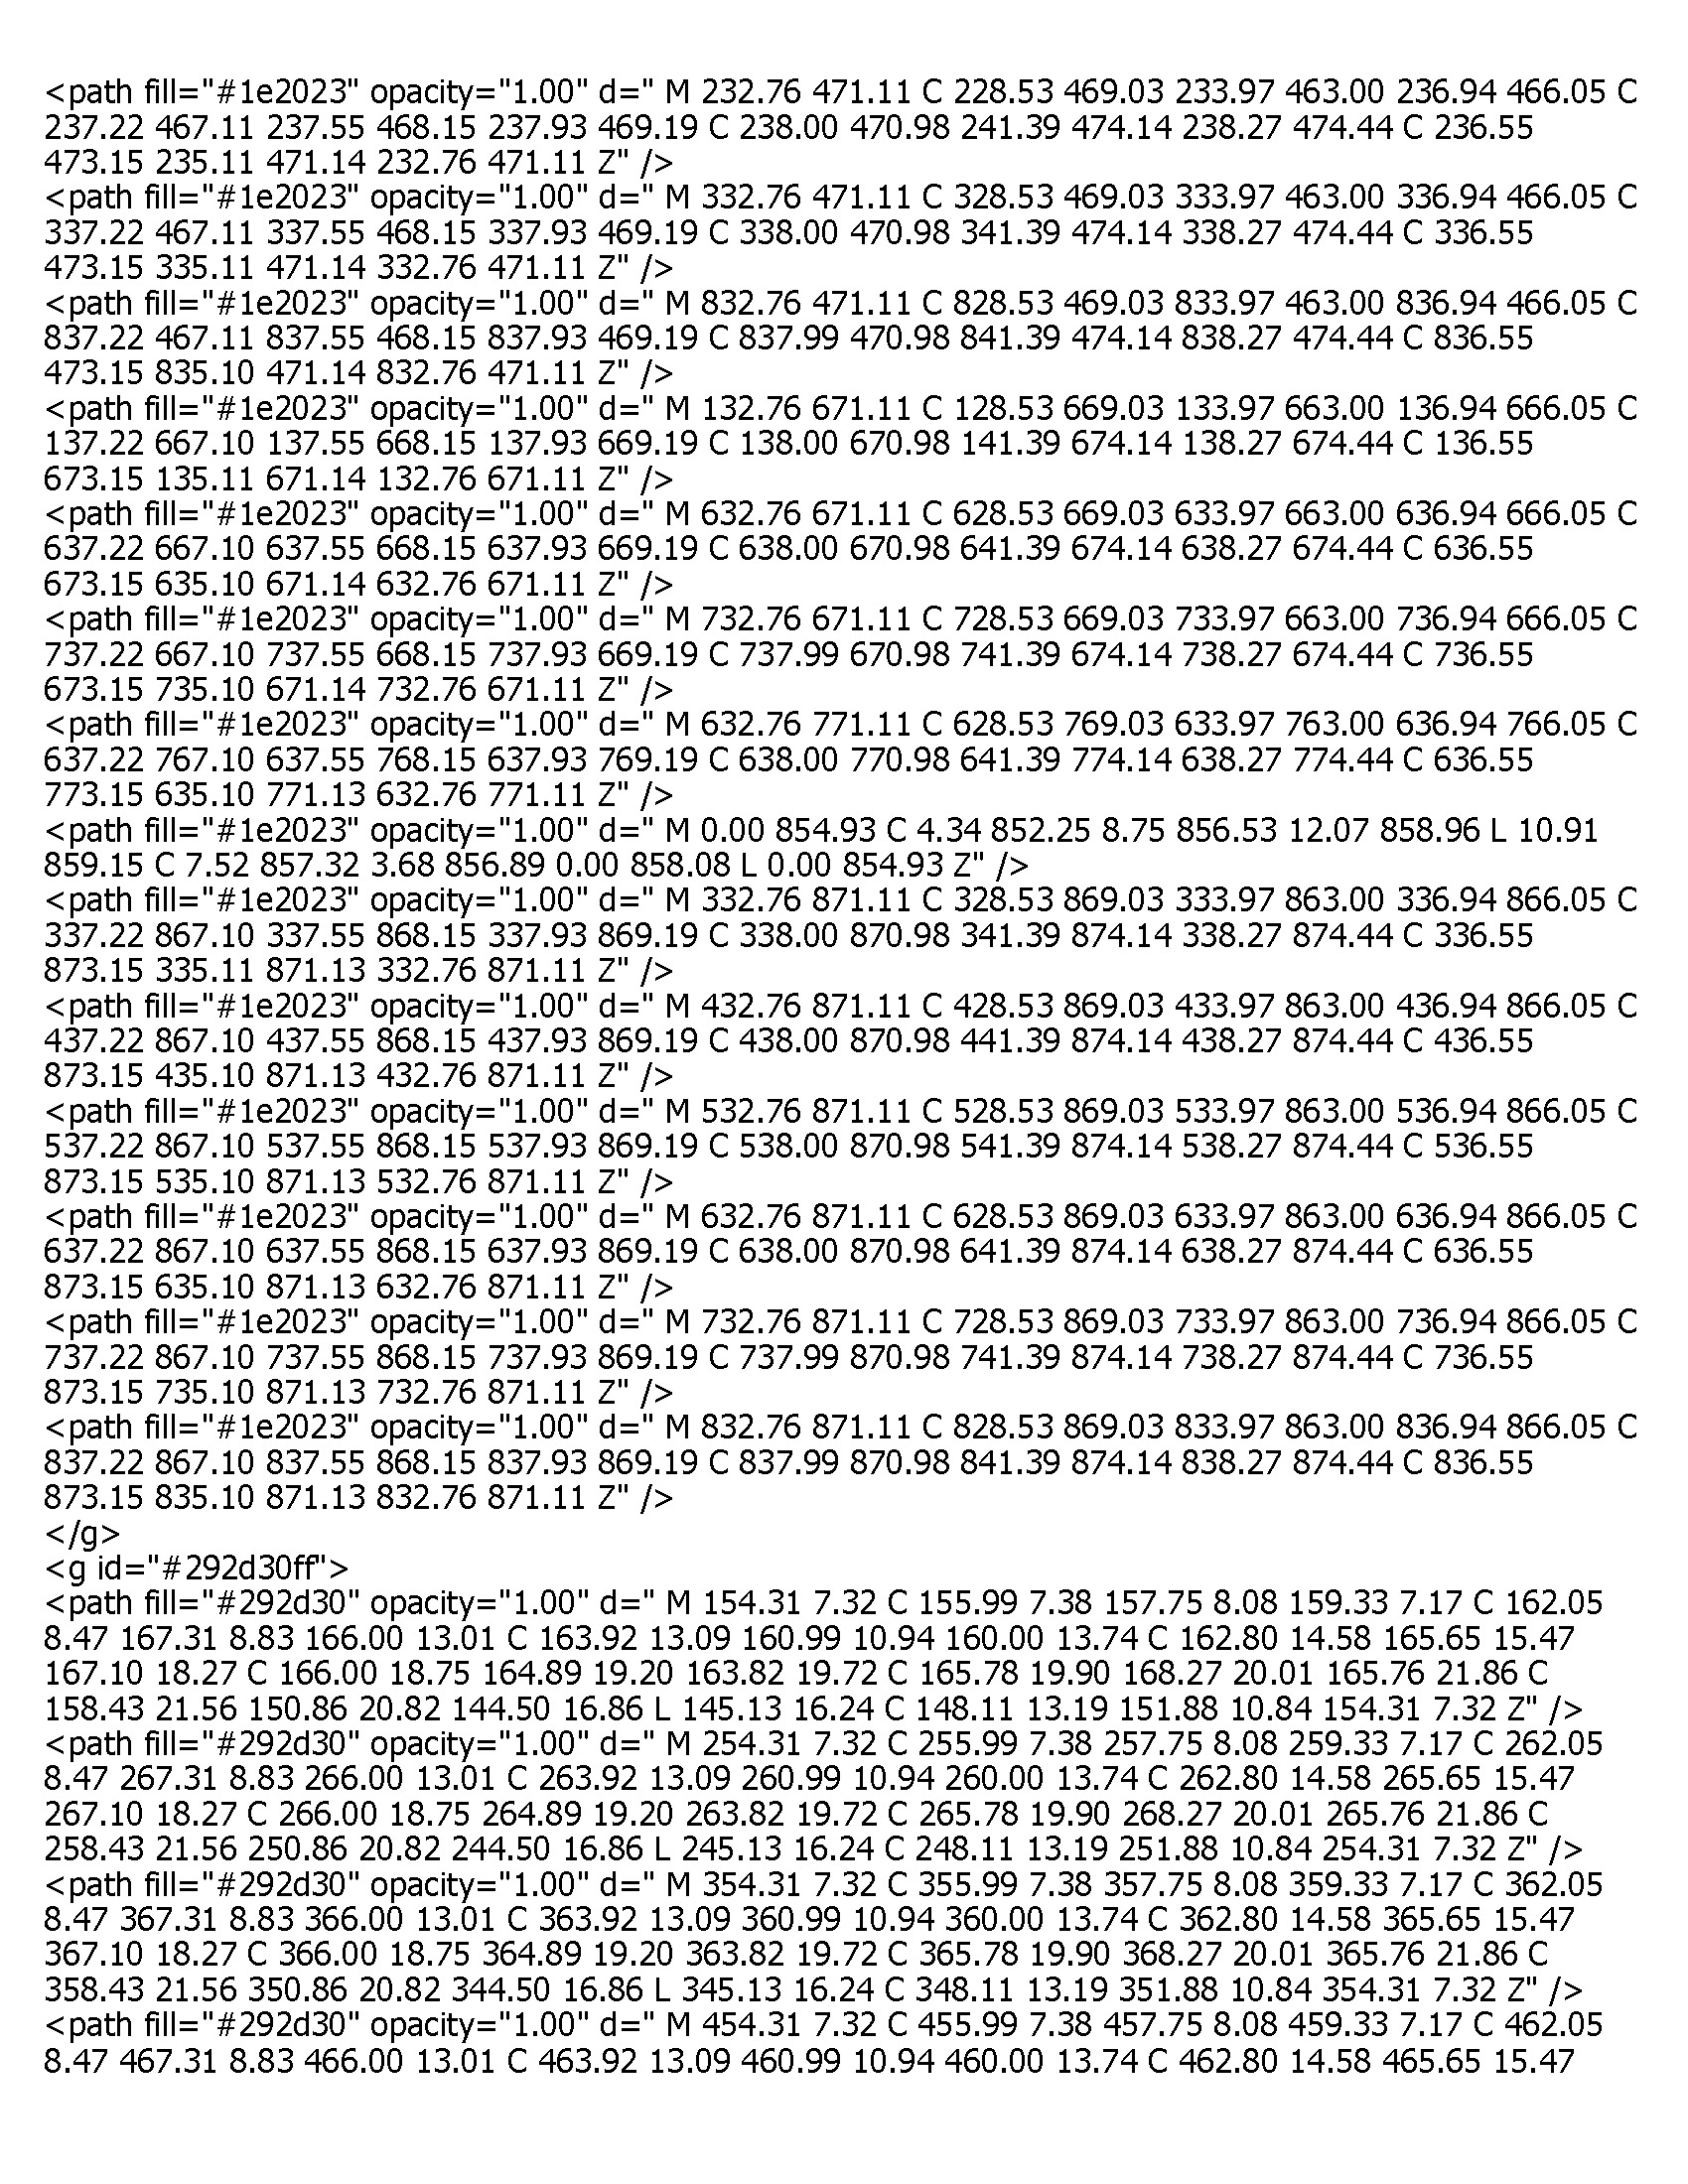 <path fill="#1e2023" opacity="1.00" d=" M 232.76 471.11 C 228.53 469.03 233.97 463.00 236.94 466.05 C
237.22 467.11 237.55 468.15 237.93 469.19 C 238.00 470.98 241.39 474.14 238.27 474.44 C 236.55
473.15 235.11 471.14 232.76 471.11 Z" />
<path fill="#1e2023" opacity="1.00" d=" M 332.76 471.11 C 328.53 469.03 333.97 463.00 336.94 466.05 C
337.22 467.11 337.55 468.15 337.93 469.19 C 338.00 470.98 341.39 474.14 338.27 474.44 C 336.55
473.15 335.11 471.14 332.76 471.11 Z" />
<path fill="#1e2023" opacity="1.00" d=" M 832.76 471.11 C 828.53 469.03 833.97 463.00 836.94 466.05 C
837.22 467.11 837.55 468.15 837.93 469.19 C 837.99 470.98 841.39 474.14 838.27 474.44 C 836.55
473.15 835.10 471.14 832.76 471.11 Z" />
<path fill="#1e2023" opacity="1.00" d=" M 132.76 671.11 C 128.53 669.03 133.97 663.00 136.94 666.05 C
137.22 667.10 137.55 668.15 137.93 669.19 C 138.00 670.98 141.39 674.14 138.27 674.44 C 136.55
673.15 135.11 671.14 132.76 671.11 Z" />
<path fill="#1e2023" opacity="1.00" d=" M 632.76 671.11 C 628.53 669.03 633.97 663.00 636.94 666.05 C
637.22 667.10 637.55 668.15 637.93 669.19 C 638.00 670.98 641.39 674.14 638.27 674.44 C 636.55
673.15 635.10 671.14 632.76 671.11 Z" />
<path fill="#1e2023" opacity="1.00" d=" M 732.76 671.11 C 728.53 669.03 733.97 663.00 736.94 666.05 C
737.22 667.10 737.55 668.15 737.93 669.19 C 737.99 670.98 741.39 674.14 738.27 674.44 C 736.55
673.15 735.10 671.14 732.76 671.11 Z" />
<path fill="#1e2023" opacity="1.00" d=" M 632.76 771.11 C 628.53 769.03 633.97 763.00 636.94 766.05 C
637.22 767.10 637.55 768.15 637.93 769.19 C 638.00 770.98 641.39 774.14 638.27 774.44 C 636.55
773.15 635.10 771.13 632.76 771.11 Z" />
<path fill="#1e2023" opacity="1.00" d=" M 0.00 854.93 C 4.34 852.25 8.75 856.53 12.07 858.96 L 10.91
859.15 C 7.52 857.32 3.68 856.89 0.00 858.08 L 0.00 854.93 Z" />
<path fill="#1e2023" opacity="1.00" d=" M 332.76 871.11 C 328.53 869.03 333.97 863.00 336.94 866.05 C
337.22 867.10 337.55 868.15 337.93 869.19 C 338.00 870.98 341.39 874.14 338.27 874.44 C 336.55
873.15 335.11 871.13 332.76 871.11 Z" />
<path fill="#1e2023" opacity="1.00" d=" M 432.76 871.11 C 428.53 869.03 433.97 863.00 436.94 866.05 C
437.22 867.10 437.55 868.15 437.93 869.19 C 438.00 870.98 441.39 874.14 438.27 874.44 C 436.55
873.15 435.10 871.13 432.76 871.11 Z" />
<path fill="#1e2023" opacity="1.00" d=" M 532.76 871.11 C 528.53 869.03 533.97 863.00 536.94 866.05 C
537.22 867.10 537.55 868.15 537.93 869.19 C 538.00 870.98 541.39 874.14 538.27 874.44 C 536.55
873.15 535.10 871.13 532.76 871.11 Z" />
<path fill="#1e2023" opacity="1.00" d=" M 632.76 871.11 C 628.53 869.03 633.97 863.00 636.94 866.05 C
637.22 867.10 637.55 868.15 637.93 869.19 C 638.00 870.98 641.39 874.14 638.27 874.44 C 636.55
873.15 635.10 871.13 632.76 871.11 Z" />
<path fill="#1e2023" opacity="1.00" d=" M 732.76 871.11 C 728.53 869.03 733.97 863.00 736.94 866.05 C
737.22 867.10 737.55 868.15 737.93 869.19 C 737.99 870.98 741.39 874.14 738.27 874.44 C 736.55
873.15 735.10 871.13 732.76 871.11 Z" />
<path fill="#1e2023" opacity="1.00" d=" M 832.76 871.11 C 828.53 869.03 833.97 863.00 836.94 866.05 C
837.22 867.10 837.55 868.15 837.93 869.19 C 837.99 870.98 841.39 874.14 838.27 874.44 C 836.55
873.15 835.10 871.13 832.76 871.11 Z" />
</g>
<g id="#292d30ff">
<path fill="#292d30" opacity="1.00" d=" M 154.31 7.32 C 155.99 7.38 157.75 8.08 159.33 7.17 C 162.05
8.47 167.31 8.83 166.00 13.01 C 163.92 13.09 160.99 10.94 160.00 13.74 C 162.80 14.58 165.65 15.47
167.10 18.27 C 166.00 18.75 164.89 19.20 163.82 19.72 C 165.78 19.90 168.27 20.01 165.76 21.86 C
158.43 21.56 150.86 20.82 144.50 16.86 L 145.13 16.24 C 148.11 13.19 151.88 10.84 154.31 7.32 Z" />
<path fill="#292d30" opacity="1.00" d=" M 254.31 7.32 C 255.99 7.38 257.75 8.08 259.33 7.17 C 262.05
8.47 267.31 8.83 266.00 13.01 C 263.92 13.09 260.99 10.94 260.00 13.74 C 262.80 14.58 265.65 15.47
267.10 18.27 C 266.00 18.75 264.89 19.20 263.82 19.72 C 265.78 19.90 268.27 20.01 265.76 21.86 C
258.43 21.56 250.86 20.82 244.50 16.86 L 245.13 16.24 C 248.11 13.19 251.88 10.84 254.31 7.32 Z" />
<path fill="#292d30" opacity="1.00" d=" M 354.31 7.32 C 355.99 7.38 357.75 8.08 359.33 7.17 C 362.05
8.47 367.31 8.83 366.00 13.01 C 363.92 13.09 360.99 10.94 360.00 13.74 C 362.80 14.58 365.65 15.47
367.10 18.27 C 366.00 18.75 364.89 19.20 363.82 19.72 C 365.78 19.90 368.27 20.01 365.76 21.86 C
358.43 21.56 350.86 20.82 344.50 16.86 L 345.13 16.24 C 348.11 13.19 351.88 10.84 354.31 7.32 Z" />
<path fill="#292d30" opacity="1.00" d=" M 454.31 7.32 C 455.99 7.38 457.75 8.08 459.33 7.17 C 462.05
8.47 467.31 8.83 466.00 13.01 C 463.92 13.09 460.99 10.94 460.00 13.74 C 462.80 14.58 465.65 15.47